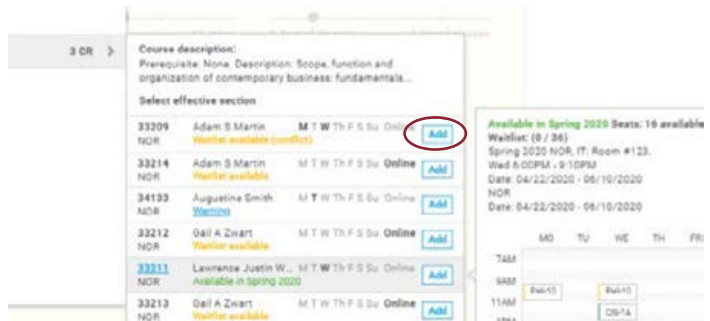 3 CR >
Course description:
Prerequisite: None. Description: Scope, function and
organization of contemporary business: fundamentals...
Select effective section
33209 Adam S Martin M T W Th F S Su Online Add
NOR Waitlist available (conflict)
33214 Adam S Martin M T W Th F S Su Online Add
NOR Waitlist available
34133 Augustine Smith M T W Th F S Su Online Add
NOR Warning
33212 Gail A Zwart M T W Th F S Su Online Add
NOR Waitlist available
33211 Lawrence Justin W... M T W Th F S Su Online Add
NOR Available in Spring 2020
33213 Gail A Zwart M T W Th F S Su Online Add
NOR Waitlist available
Available in Spring 2020 Seats: 16 available
Waitlist: (0 / 36)
Spring 2020 NOR, IT: Room #123.
Wed 6:00PM - 9:10PM
Date: 04/22/2020 - 06/10/2020
NOR
Date: 04/22/2020 - 06/10/2020
MO TU WE TH FRI
7AM
9AM
11AM